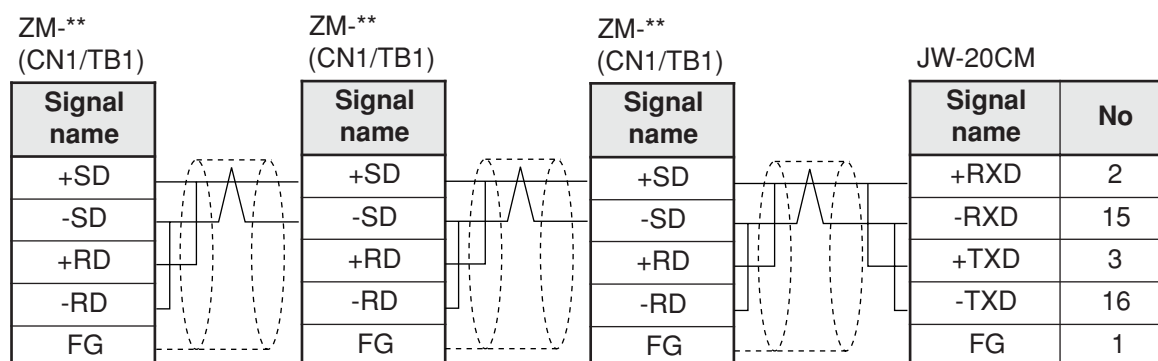 ZM-**
(CN1/TB1)
Signal
name
+SD
-SD
+RD
-RD
FG
ZM-**
(CN1/TB1)
Signal
name
+SD
-SD
+RD
-RD
FG
ZM-**
(CN1/TB1)
Signal
name
+SD
-SD
+RD
-RD
FG
JW-20CM
Signal
name No
+RXD 2
-RXD 15
+TXD 3
-TXD 16
FG 1